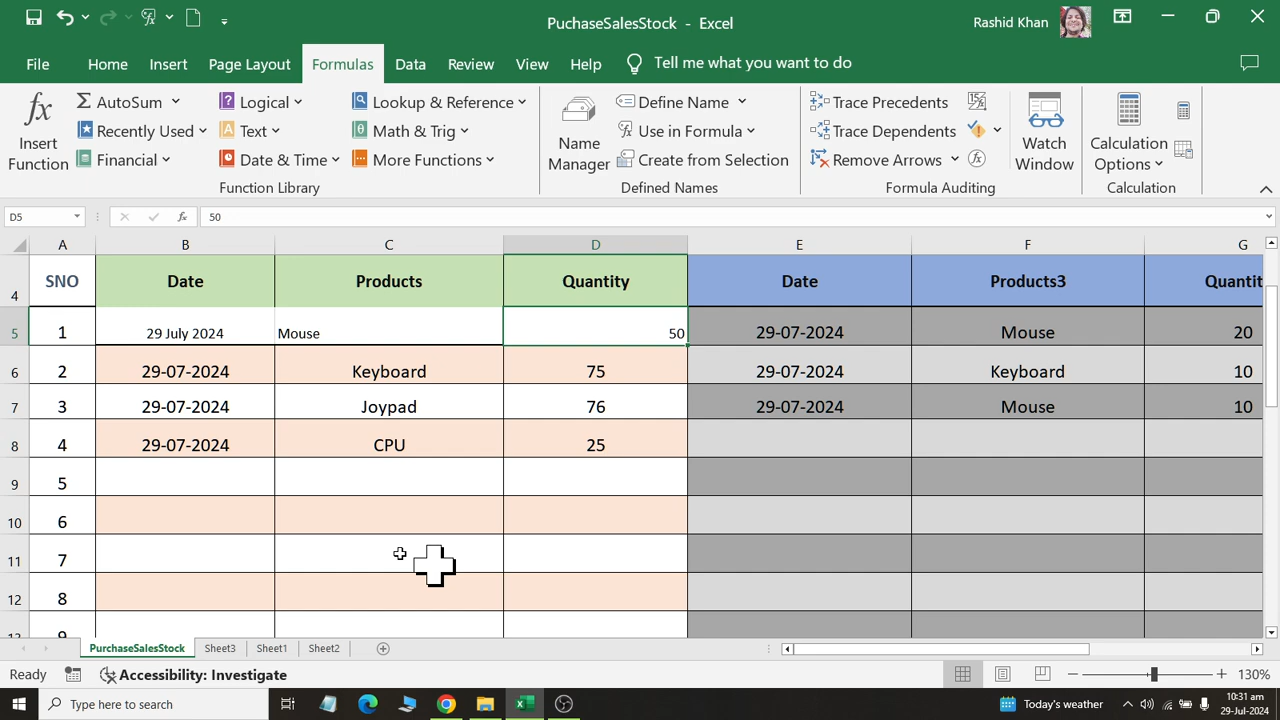 PuchaseSalesStock - Excel
Rashid Khan
File Home Insert Page Layout Formulas Data Review View Help Tell me what you want to do
Insert Function
AutoSum
Recently Used
Financial
Logical
Text
Date & Time
Lookup & Reference
Math & Trig
More Functions
Function Library
Name Manager
Define Name
Use in Formula
Create from Selection
Defined Names
Trace Precedents
Trace Dependents
Remove Arrows
Formula Auditing
Watch Window
Calculation Options
Calculation
D5 fx 50
A B C D E F G
4 SNO Date Products Quantity Date Products3 Quantit
5 1 29 July 2024 Mouse 50 29-07-2024 Mouse 20
6 2 29-07-2024 Keyboard 75 29-07-2024 Keyboard 10
7 3 29-07-2024 Joypad 76 29-07-2024 Mouse 10
8 4 29-07-2024 CPU 25
9 5
10 6
11 7
12 8
PurchaseSalesStock Sheet3 Sheet1 Sheet2
Ready Accessibility: Investigate 130%
Type here to search Today's weather 10:31 am
29-Jul-2024